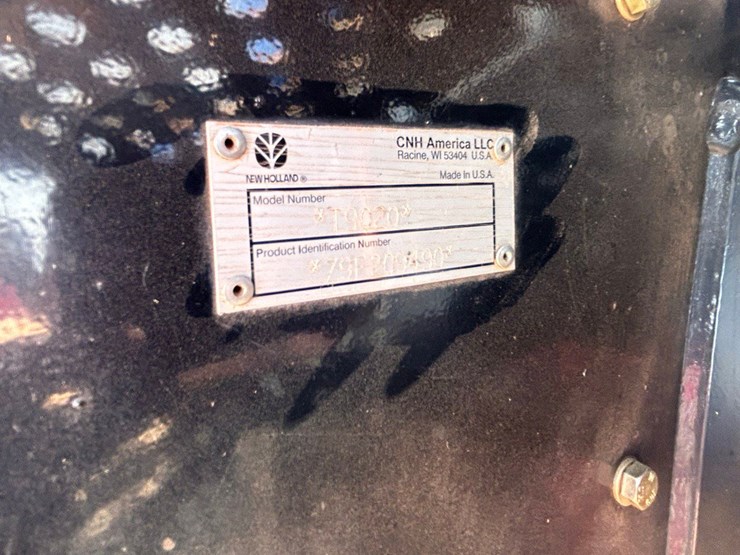 NEW HOLLAND ®
CNH America LLC
Racine, WI 53404 U.S.A.
Made In U.S.A.
Model Number
Product Identification Number